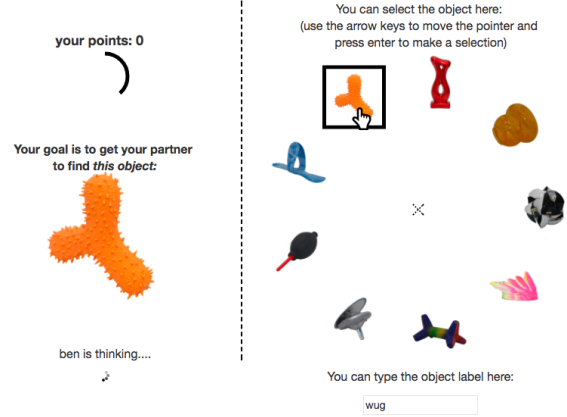 your points: 0
Your goal is to get your partner
to find this object:
ben is thinking....
You can select the object here:
(use the arrow keys to move the pointer and
press enter to make a selection)
You can type the object label here:
wug